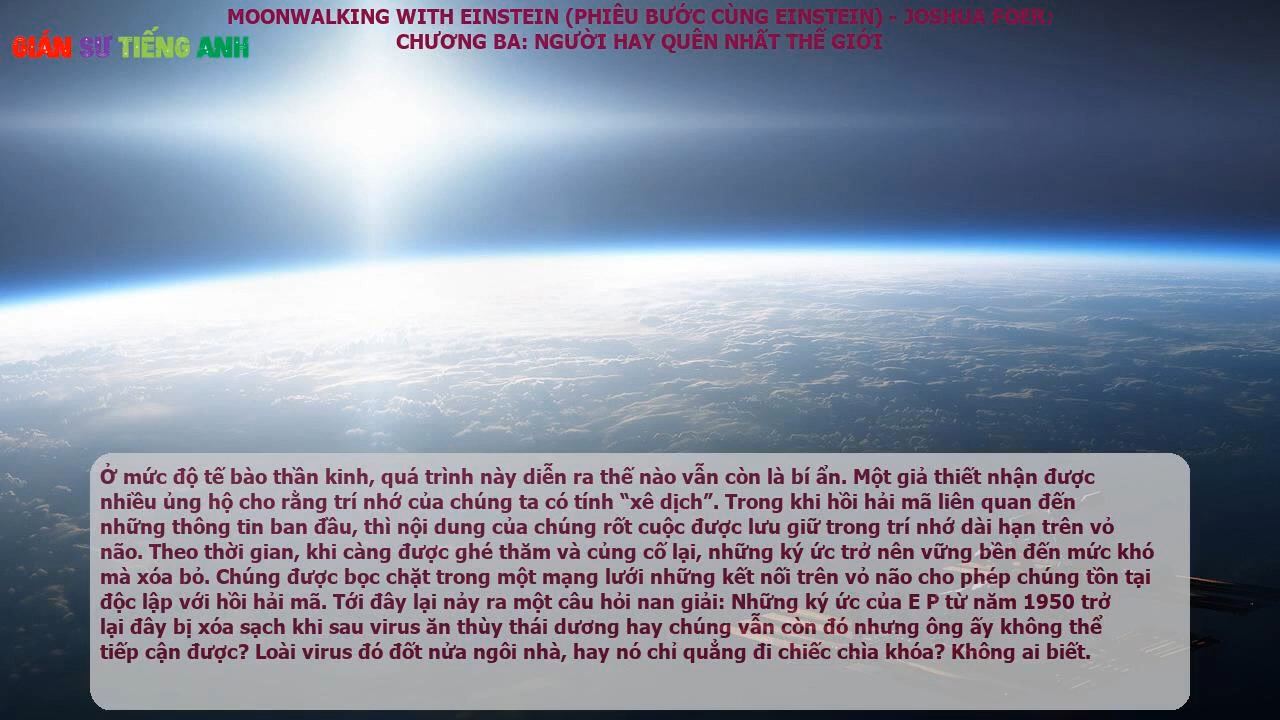 MOONWALKING WITH EINSTEIN (PHIÊU BƯỚC CÙNG EINSTEIN) - JOSHUA FOER)
CHƯƠNG BA: NGƯỜI HAY QUÊN NHẤT THẾ GIỚI
GIÁN SƯ TIẾNG ANH
Ở mức độ tế bào thần kinh, quá trình này diễn ra thế nào vẫn còn là bí ẩn. Một giả thiết nhận được
nhiều ủng hộ cho rằng trí nhớ của chúng ta có tính “xê dịch”. Trong khi hồi hải mã liên quan đến
những thông tin ban đầu, thì nội dung của chúng rốt cuộc được lưu giữ trong trí nhớ dài hạn trên vỏ
não. Theo thời gian, khi càng được ghé thăm và củng cố lại, những ký ức trở nên vững bền đến mức khó
mà xóa bỏ. Chúng được bọc chặt trong một mạng lưới những kết nối trên vỏ não cho phép chúng tồn tại
độc lập với hồi hải mã. Tới đây lại nảy ra một câu hỏi nan giải: Những ký ức của E P từ năm 1950 trở
lại đây bị xóa sạch khi sau virus ăn thùy thái dương hay chúng vẫn còn đó nhưng ông ấy không thể
tiếp cận được? Loài virus đó đốt nửa ngôi nhà, hay nó chỉ quẳng đi chiếc chìa khóa? Không ai biết.